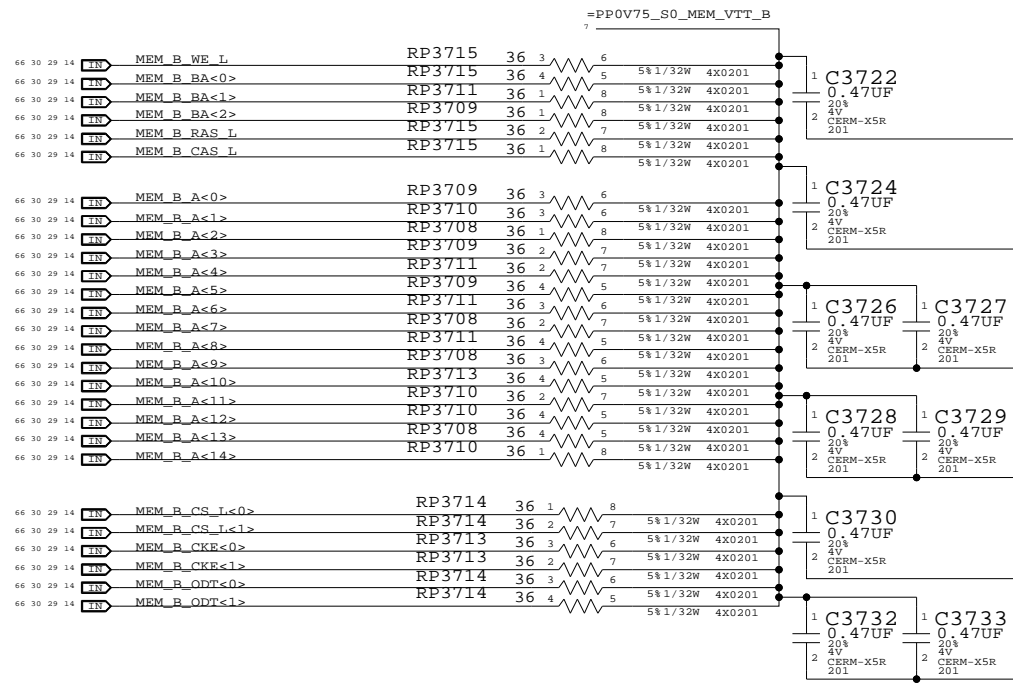 =PP0V75_S0_MEM_VTT_B
7
66 30 29 14 IN MEM_B_WE_L RP3715 36 3 6 5% 1/32W 4X0201
66 30 29 14 IN MEM_B_BA<0> RP3715 36 4 5 5% 1/32W 4X0201
66 30 29 14 IN MEM_B_BA<1> RP3711 36 1 8 5% 1/32W 4X0201
66 30 29 14 IN MEM_B_BA<2> RP3709 36 1 8 5% 1/32W 4X0201
66 30 29 14 IN MEM_B_RAS_L RP3715 36 2 7 5% 1/32W 4X0201
66 30 29 14 IN MEM_B_CAS_L RP3715 36 1 8 5% 1/32W 4X0201
1 C3722
0.47UF
20%
4V
2 CERM-X5R
201
66 30 29 14 IN MEM_B_A<0> RP3709 36 3 6 5% 1/32W 4X0201
66 30 29 14 IN MEM_B_A<1> RP3710 36 3 6 5% 1/32W 4X0201
66 30 29 14 IN MEM_B_A<2> RP3708 36 1 8 5% 1/32W 4X0201
66 30 29 14 IN MEM_B_A<3> RP3709 36 2 7 5% 1/32W 4X0201
66 30 29 14 IN MEM_B_A<4> RP3711 36 2 7 5% 1/32W 4X0201
66 30 29 14 IN MEM_B_A<5> RP3709 36 4 5 5% 1/32W 4X0201
66 30 29 14 IN MEM_B_A<6> RP3711 36 3 6 5% 1/32W 4X0201
66 30 29 14 IN MEM_B_A<7> RP3708 36 2 7 5% 1/32W 4X0201
66 30 29 14 IN MEM_B_A<8> RP3711 36 4 5 5% 1/32W 4X0201
66 30 29 14 IN MEM_B_A<9> RP3708 36 3 6 5% 1/32W 4X0201
66 30 29 14 IN MEM_B_A<10> RP3713 36 4 5 5% 1/32W 4X0201
66 30 29 14 IN MEM_B_A<11> RP3710 36 2 7 5% 1/32W 4X0201
66 30 29 14 IN MEM_B_A<12> RP3710 36 4 5 5% 1/32W 4X0201
66 30 29 14 IN MEM_B_A<13> RP3708 36 4 5 5% 1/32W 4X0201
66 30 29 14 IN MEM_B_A<14> RP3710 36 1 8 5% 1/32W 4X0201
1 C3724
0.47UF
20%
4V
2 CERM-X5R
201
1 C3726 1 C3727
0.47UF 0.47UF
20% 20%
4V 4V
2 CERM-X5R 2 CERM-X5R
201 201
1 C3728 1 C3729
0.47UF 0.47UF
20% 20%
4V 4V
2 CERM-X5R 2 CERM-X5R
201 201
66 30 29 14 IN MEM_B_CS_L<0> RP3714 36 1 8 5% 1/32W 4X0201
66 30 29 14 IN MEM_B_CS_L<1> RP3714 36 2 7 5% 1/32W 4X0201
66 30 29 14 IN MEM_B_CKE<0> RP3713 36 3 6 5% 1/32W 4X0201
66 30 29 14 IN MEM_B_CKE<1> RP3713 36 2 7 5% 1/32W 4X0201
66 30 29 14 IN MEM_B_ODT<0> RP3714 36 3 6 5% 1/32W 4X0201
66 30 29 14 IN MEM_B_ODT<1> RP3714 36 4 5 5% 1/32W 4X0201
1 C3730
0.47UF
20%
4V
2 CERM-X5R
201
1 C3732 1 C3733
0.47UF 0.47UF
20% 20%
4V 4V
2 CERM-X5R 2 CERM-X5R
201 201